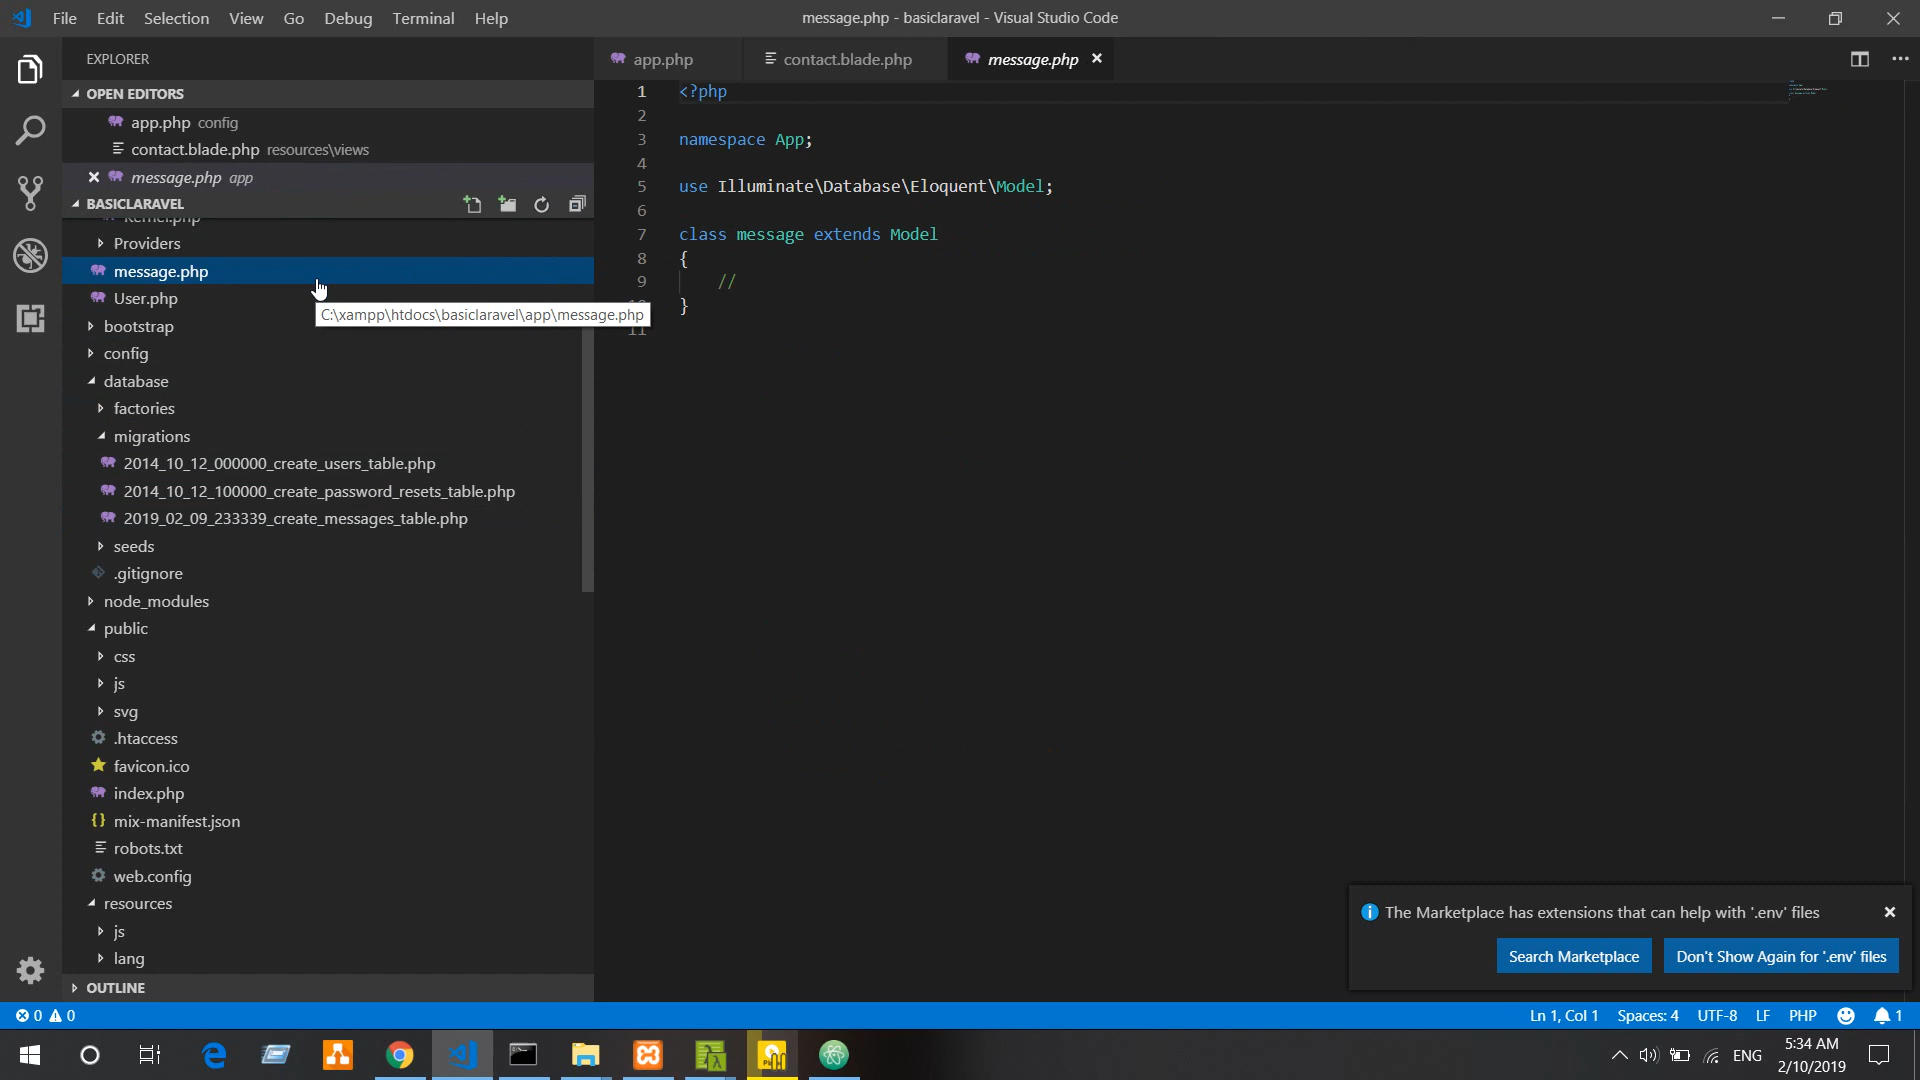 File Edit Selection View Go Debug Terminal Help
message.php - basiclaravel - Visual Studio Code
EXPLORER
OPEN EDITORS
app.php config
contact.blade.php resources\views
message.php app
BASICLARAVEL
Kernel.php
Providers
message.php
User.php
C:\xampp\htdocs\basiclaravel\app\message.php
bootstrap
config
database
factories
migrations
2014_10_12_000000_create_users_table.php
2014_10_12_100000_create_password_resets_table.php
2019_02_09_233339_create_messages_table.php
seeds
.gitignore
node_modules
public
css
js
svg
.htaccess
favicon.ico
index.php
mix-manifest.json
robots.txt
web.config
resources
js
lang
OUTLINE
app.php contact.blade.php message.php
1 <?php
2
3 namespace App;
4
5 use Illuminate\Database\Eloquent\Model;
6
7 class message extends Model
8 {
9 //
}
11
The Marketplace has extensions that can help with '.env' files
Search Marketplace Don't Show Again for '.env' files
0 0
Ln 1, Col 1 Spaces: 4 UTF-8 LF PHP 1
ENG
5:34 AM
2/10/2019